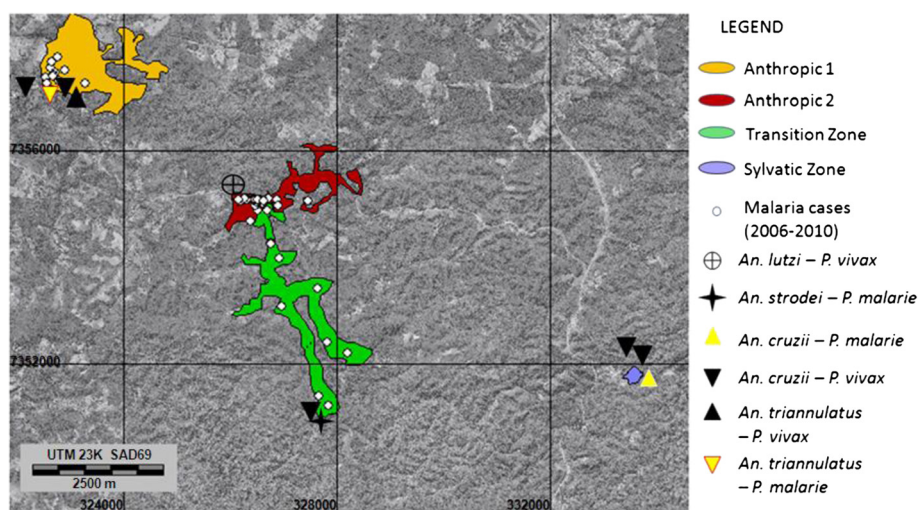 LEGEND
Anthropic 1
Anthropic 2
Transition Zone
Sylvatic Zone
Malaria cases
(2006-2010)
An. lutzi – P. vivax
An. strodei – P. malarie
An. cruzii – P. malarie
An. cruzii – P. vivax
An. triannulatus
– P. vivax
An. triannulatus
– P. malarie
7356000
7352000
UTM 23K SAD69
2500 m
324000
328000
332000